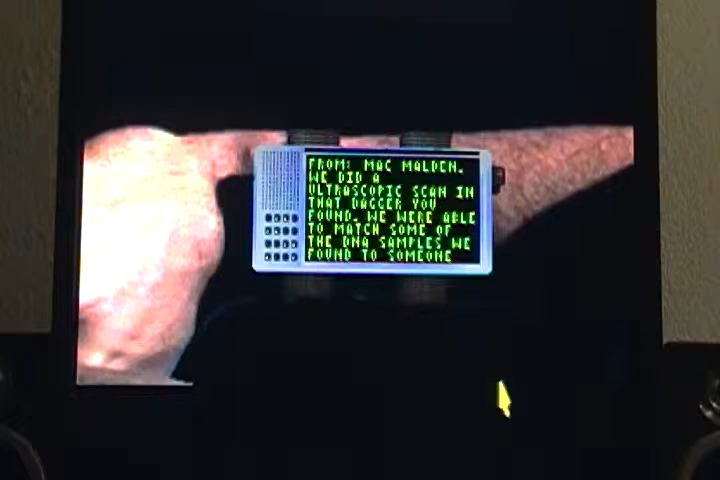 FROM: MAC MALDEN.
WE DID A
ULTRASCOPIC SCAN IN
THAT DAGGER YOU
FOUND. WE WERE ABLE
TO MATCH SOME OF
THE DNA SAMPLES WE
FOUND TO SOMEONE